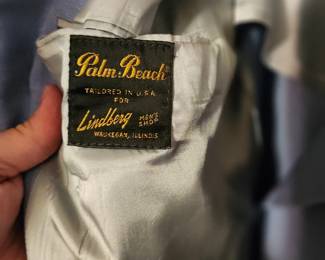 Palm Beach
TAILORED IN U.S.A.
FOR
Lindberg MEN'S SHOP
WAUKEGAN, ILLINOIS